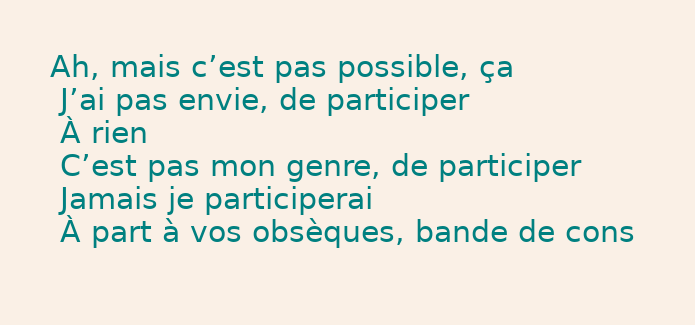 Ah, mais c’est pas possible, ça
J’ai pas envie, de participer
À rien
C’est pas mon genre, de participer
Jamais je participerai
À part à vos obsèques, bande de cons